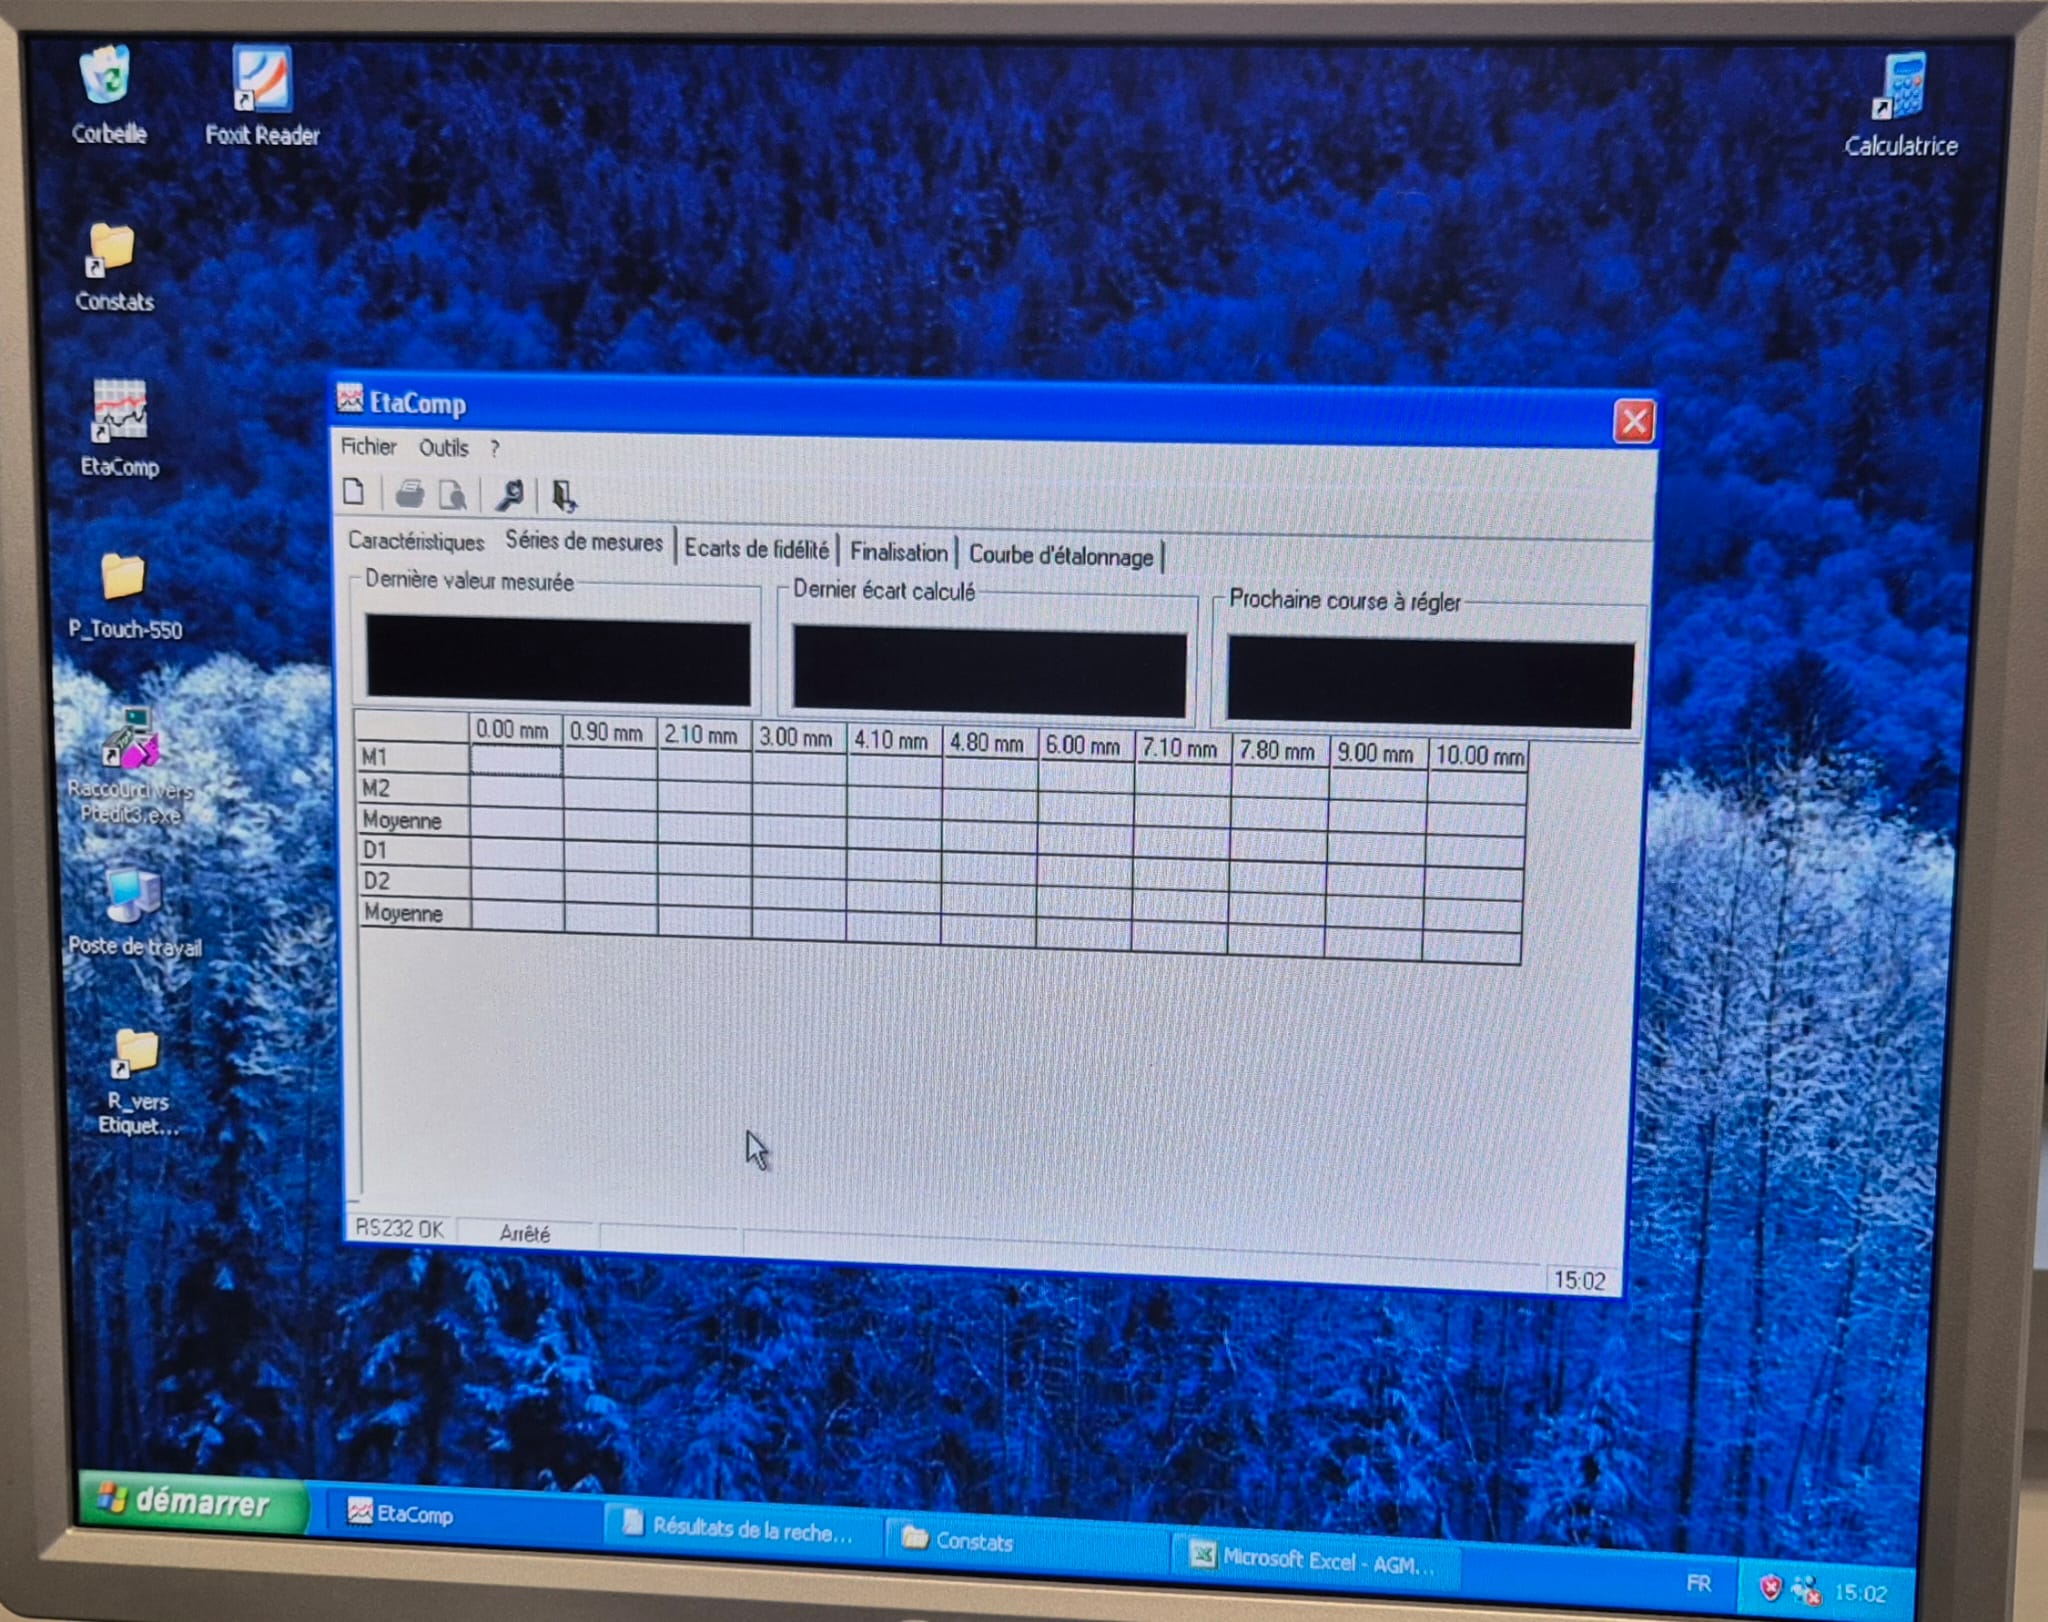 Corbeille
Foxit Reader
Calculatrice
Constats
EtaComp
P_Touch-550
Raccourci vers
Ptedit3.exe
Poste de travail
R_vers
Etiquet...
EtaComp
Fichier Outils ?
Caractéristiques Séries de mesures Ecarts de fidélité Finalisation Courbe d'étalonnage
Dernière valeur mesurée Dernier écart calculé Prochaine course à régler
0.00 mm 0.90 mm 2.10 mm 3.00 mm 4.10 mm 4.80 mm 6.00 mm 7.10 mm 7.80 mm 9.00 mm 10.00 mm
M1
M2
Moyenne
D1
D2
Moyenne
RS232 OK Arrêté 15:02
démarrer EtaComp Résultats de la reche... Constats Microsoft Excel - AGM... FR 15:02